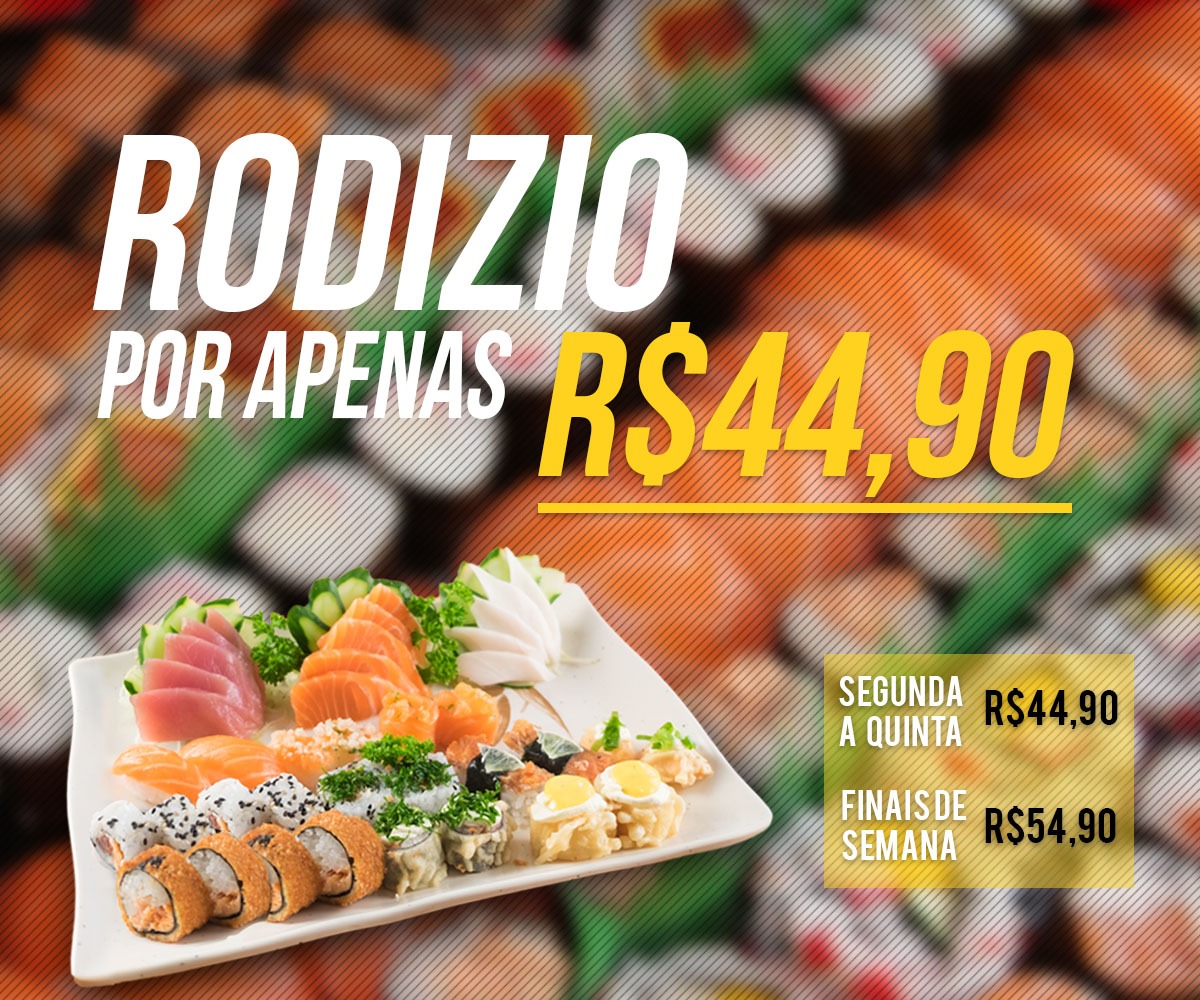 RODIZIO
POR APENAS R$44,90
SEGUNDA
A QUINTA R$44,90
FINAIS DE
SEMANA R$54,90